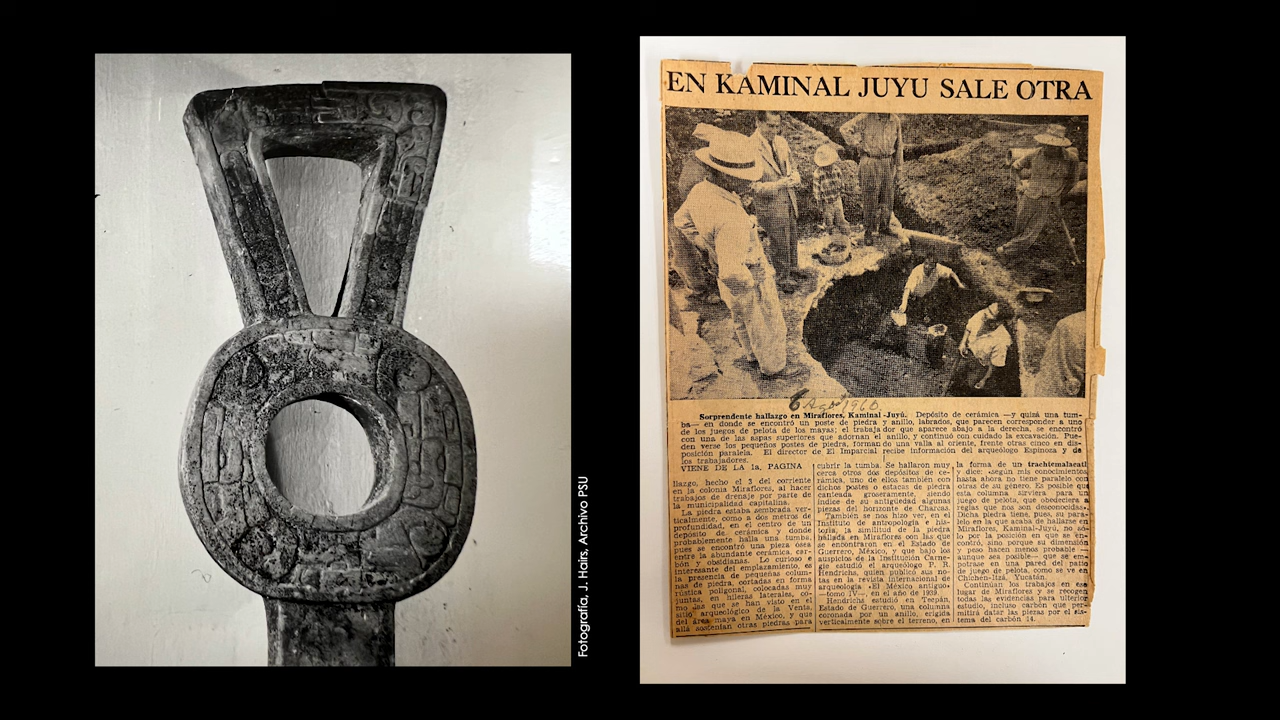 Fotografía, J. Hairs, Archivo PSU
EN KAMINAL JUYU SALE OTRA
6 Agos 1960.
Sorprendente hallazgo en Miraflores, Kaminal-Juyú. Depósito de cerámica —y quizá una tum-
ba— en donde se encontró un poste de piedra y anillo, labrados, que parecen corresponder a uno
de los juegos de pelota de los mayas; el trabajador que aparece abajo a la derecha, se encontró
con una de las aspas superiores que adornan el anillo, y continuó con cuidado la excavación. Pue-
den verse los pequeños postes de piedra, formando una valla al oriente, frente otras cinco en dis-
posición paralela. El director de El Imparcial recibe información del arqueólogo Espinoza y de
los trabajadores.
VIENE DE LA 1a. PAGINA
llazgo, hecho el 3 del corriente
en la colonia Miraflores, al hacer
trabajos de drenaje por parte de
la municipalidad capitalina.
La piedra estaba sembrada ver-
ticalmente, como a dos metros de
profundidad, en el centro de un
depósito de cerámica y donde
probablemente halla una tumba,
pues se encontró una pieza ósea
entre la abundante cerámica, car-
bón y obsidianas. Lo curioso e
interesante del emplazamiento, es
la presencia de pequeñas colum-
nas de piedra, cortadas en forma
rústica poligonal, colocadas muy
juntas, en hileras laterales, co-
mo las que se han visto en el
sitio arqueológico de la Venta,
del área maya en México, y que
allá sostenían otras piedras para
cubrir la tumba. Se hallaron muy
cerca otros dos depósitos de ce-
rámica, uno de ellos también con
dichos postes o estacas de piedra
canteada groseramente, siendo
índice de su antigüedad algunas
piezas del horizonte de Charcas.
También se nos hizo ver, en el
Instituto de antropología e his-
toria, la similitud de la piedra
hallada en Miraflores con las que
se encontraron en el Estado de
Guerrero, México, y que bajo los
auspicios de la Institución Carne-
gie estudió el arqueólogo P. R.
Hendrichs, quien publicó sus no-
tas en la revista internacional de
arqueología «El México antiguo»
—tomo IV—, en el año de 1939.
Hendrichs estudió en Tecpán,
Estado de Guerrero, una columna
coronada por un anillo, erigida
verticalmente sobre el terreno, en
la forma de un trachtemalacatl
y dice: «según mis conocimientos
hasta ahora no tiene paralelo con
otras de su género. Es posible que
esta columna sirviera para un
juego de pelota, que obedeciera a
reglas que nos son desconocidas».
Dicha piedra tiene, pues, su para-
lelo en la que acaba de hallarse en
Miraflores, Kaminal-Juyú, no só-
lo por la posición en que se en-
contró, sino porque su dimensión
y peso hacen menos probable —
aunque sea posible— que se em-
potrase en una pared del patio
de juego de pelota, como se ve en
Chichén-Itzá, Yucatán.
Continúan los trabajos en ese
lugar de Miraflores y se recogen
todas las evidencias para ulterior
estudio, incluso carbón que per-
mitirá datar las piezas por el sis-
tema del carbón 14.